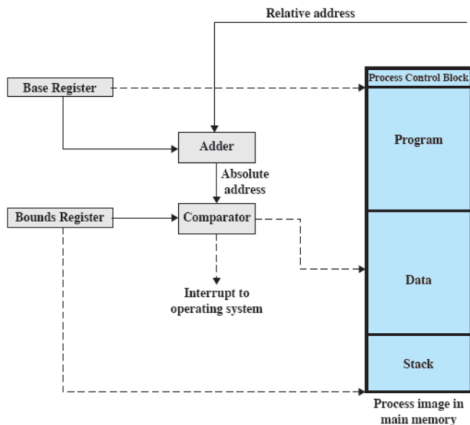 Relative address
Process Control Block
Base Register
Program
Adder
Absolute
address
Bounds Register
Comparator
Data
Interrupt to
operating system
Stack
Process image in
main memory